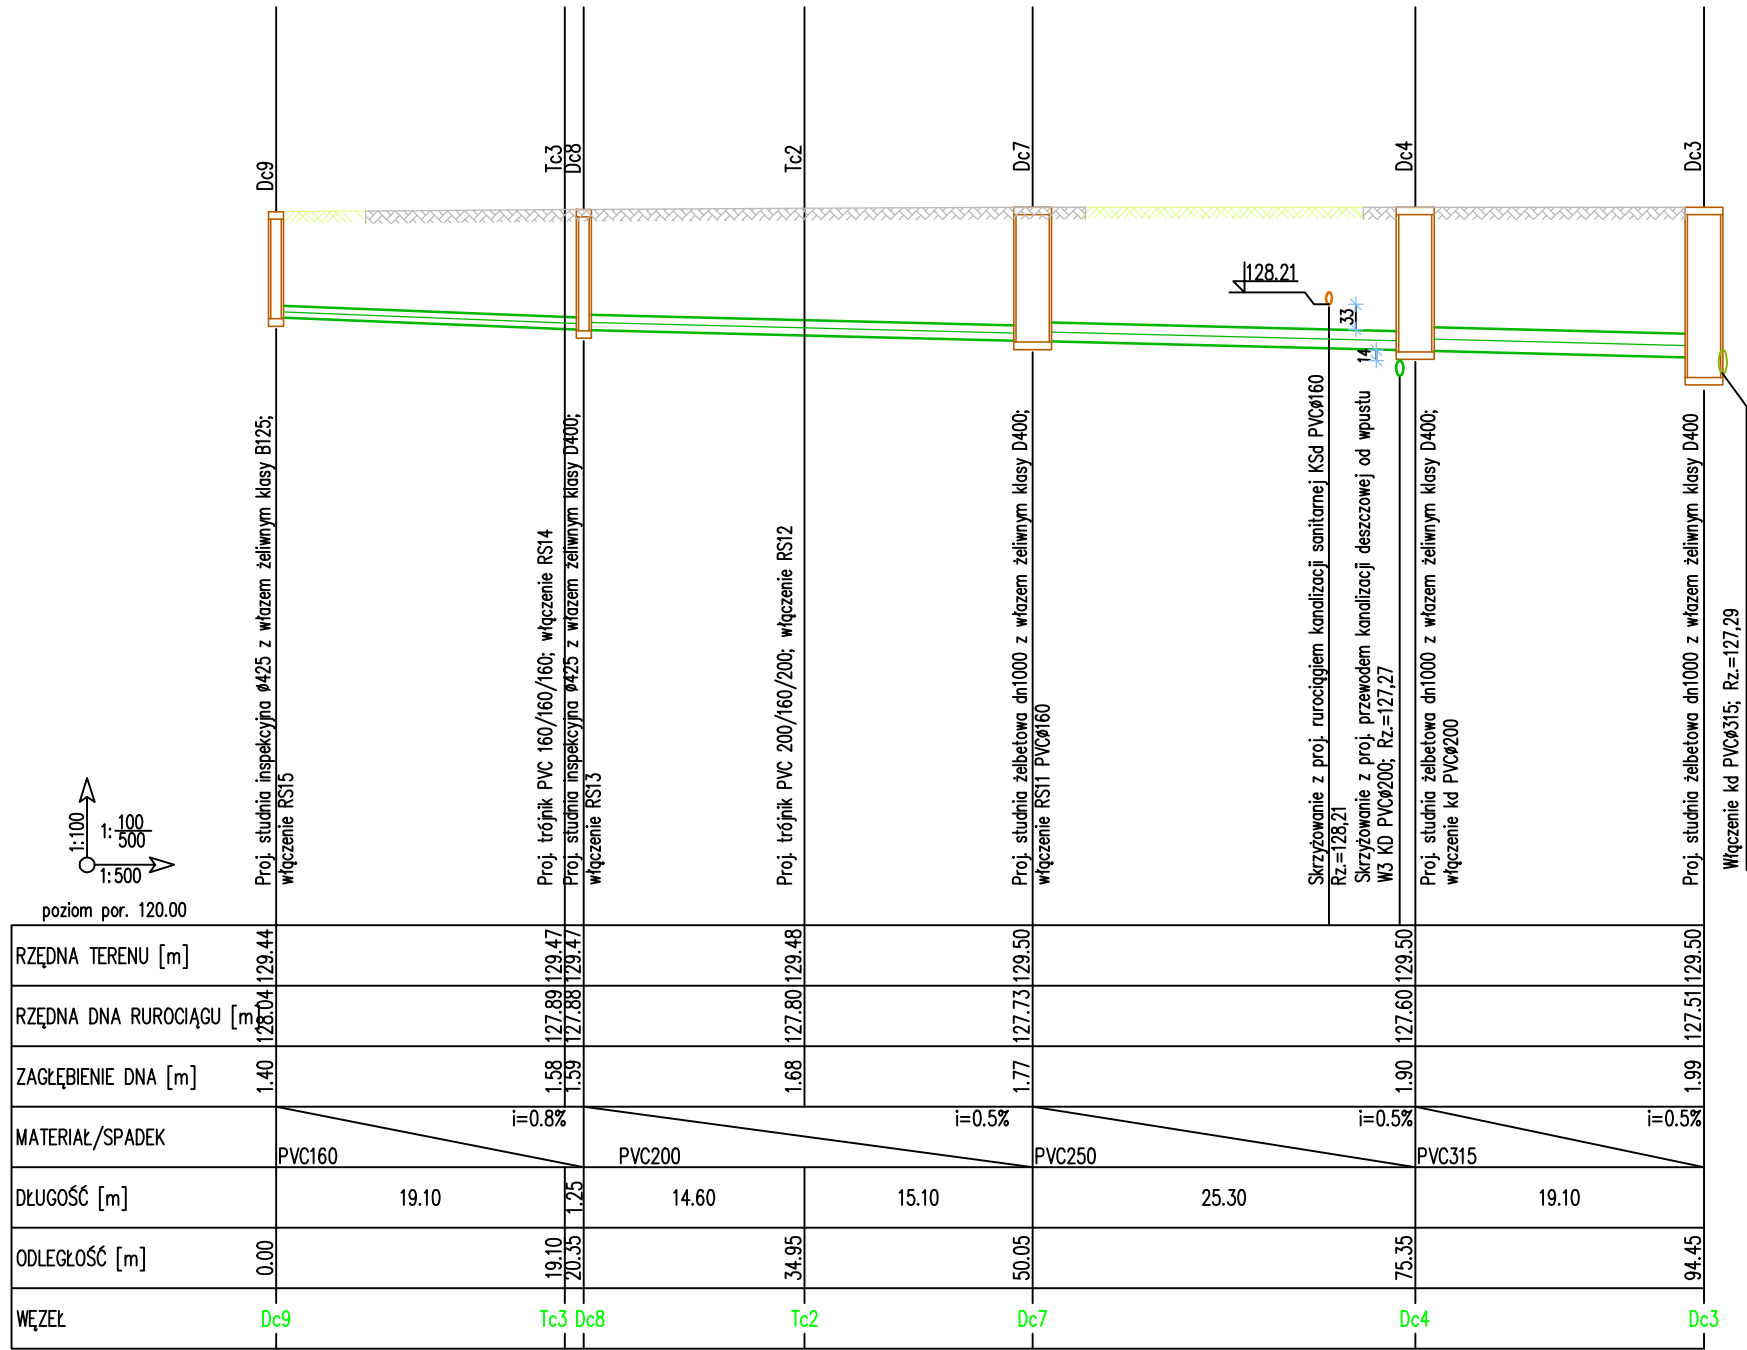 Dc9
Tc3
Dc8
Tc2
Dc7
Dc4
Dc3
128.21
33
14
Proj. studnia inspekcyjna ø425 z włazem żeliwnym klasy B125;
włączenie RS15
Proj. trójnik PVC 160/160/160; włączenie RS14
Proj. studnia inspekcyjna ø425 z włazem żeliwnym klasy D400;
włączenie RS13
Proj. trójnik PVC 200/160/200; włączenie RS12
Proj. studnia żelbetowa dn1000 z włazem żeliwnym klasy D400;
włączenie RS11 PVCø160
Skrzyżowanie z proj. rurociągiem kanalizacji sanitarnej KSd PVCø160
Rz.=128,21
Skrzyżowanie z proj. przewodem kanalizacji deszczowej od wpustu
W3 KD PVCø200; Rz.=127,27
Proj. studnia żelbetowa dn1000 z włazem żeliwnym klasy D400;
włączenie kd PVCø200
Proj. studnia żelbetowa dn1000 z włazem żeliwnym klasy D400
Włączenie kd PVCø315; Rz.=127,29
1:100
1:100/500
1:500
poziom por. 120.00
RZĘDNA TERENU [m] 129.44 129.47 129.47 129.48 129.50 129.50 129.50
RZĘDNA DNA RUROCIĄGU [m] 128.04 127.89 127.88 127.80 127.73 127.60 127.51
ZAGŁĘBIENIE DNA [m] 1.40 1.58 1.59 1.68 1.77 1.90 1.99
MATERIAŁ/SPADEK PVC160 i=0.8% PVC200 i=0.5% PVC250 i=0.5% PVC315 i=0.5%
DŁUGOŚĆ [m] 19.10 1.25 14.60 15.10 25.30 19.10
ODLEGŁOŚĆ [m] 0.00 19.10 20.35 34.95 50.05 75.35 94.45
WĘZEŁ Dc9 Tc3 Dc8 Tc2 Dc7 Dc4 Dc3